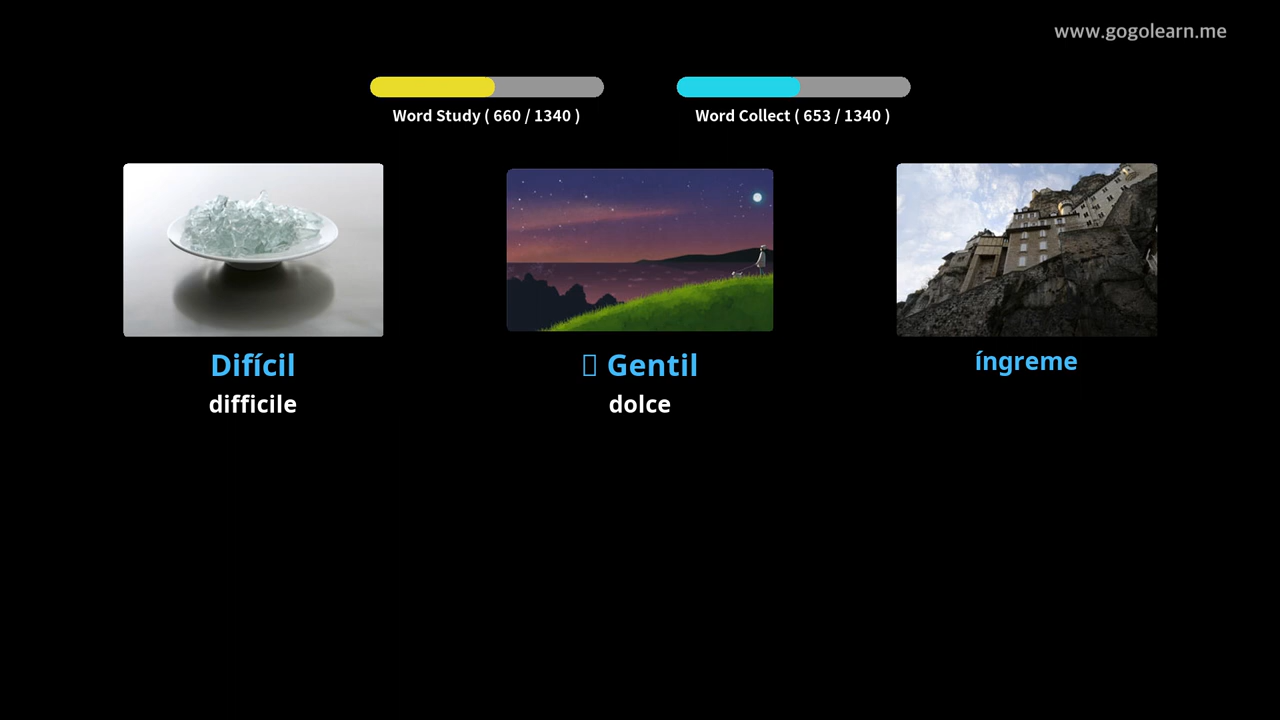 www.gogolearn.me
Word Study ( 660 / 1340 )
Word Collect ( 653 / 1340 )
Difícil
difficile
Gentil
dolce
íngreme